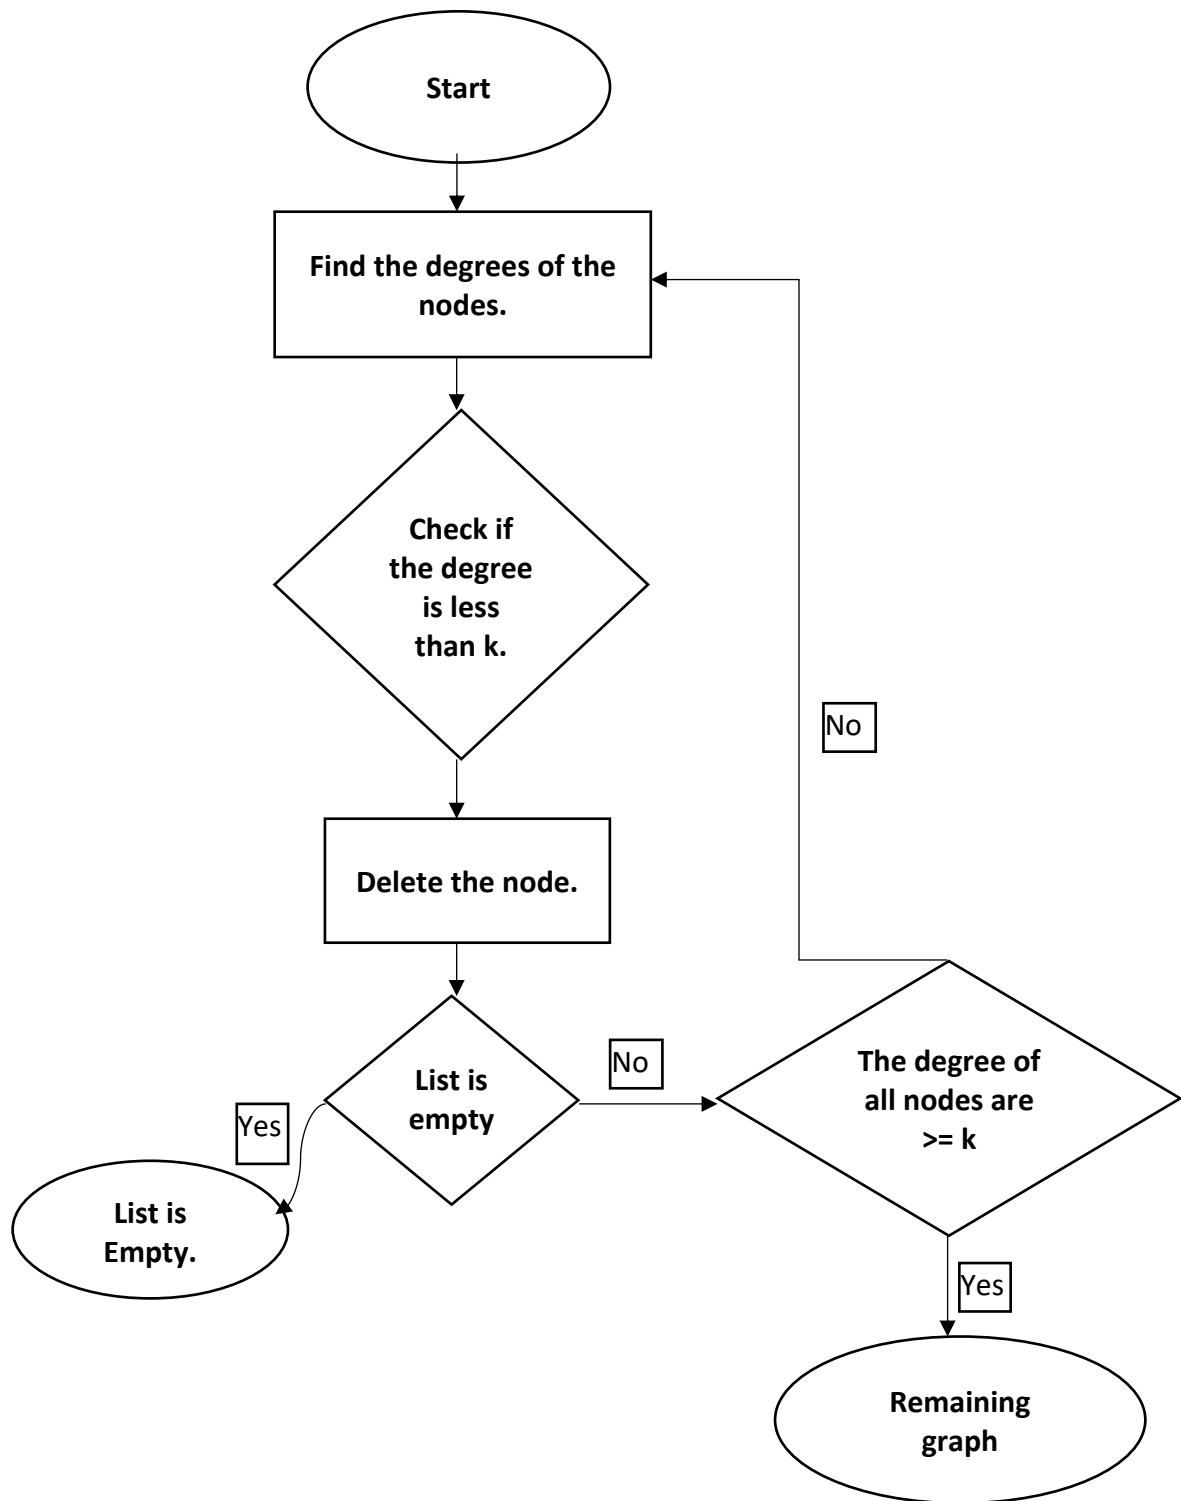 Start
Find the degrees of the
nodes.
Check if
the degree
is less
than k.
No
Delete the node.
List is
empty
No
The degree of
all nodes are
>= k
Yes
List is
Empty.
Yes
Remaining
graph